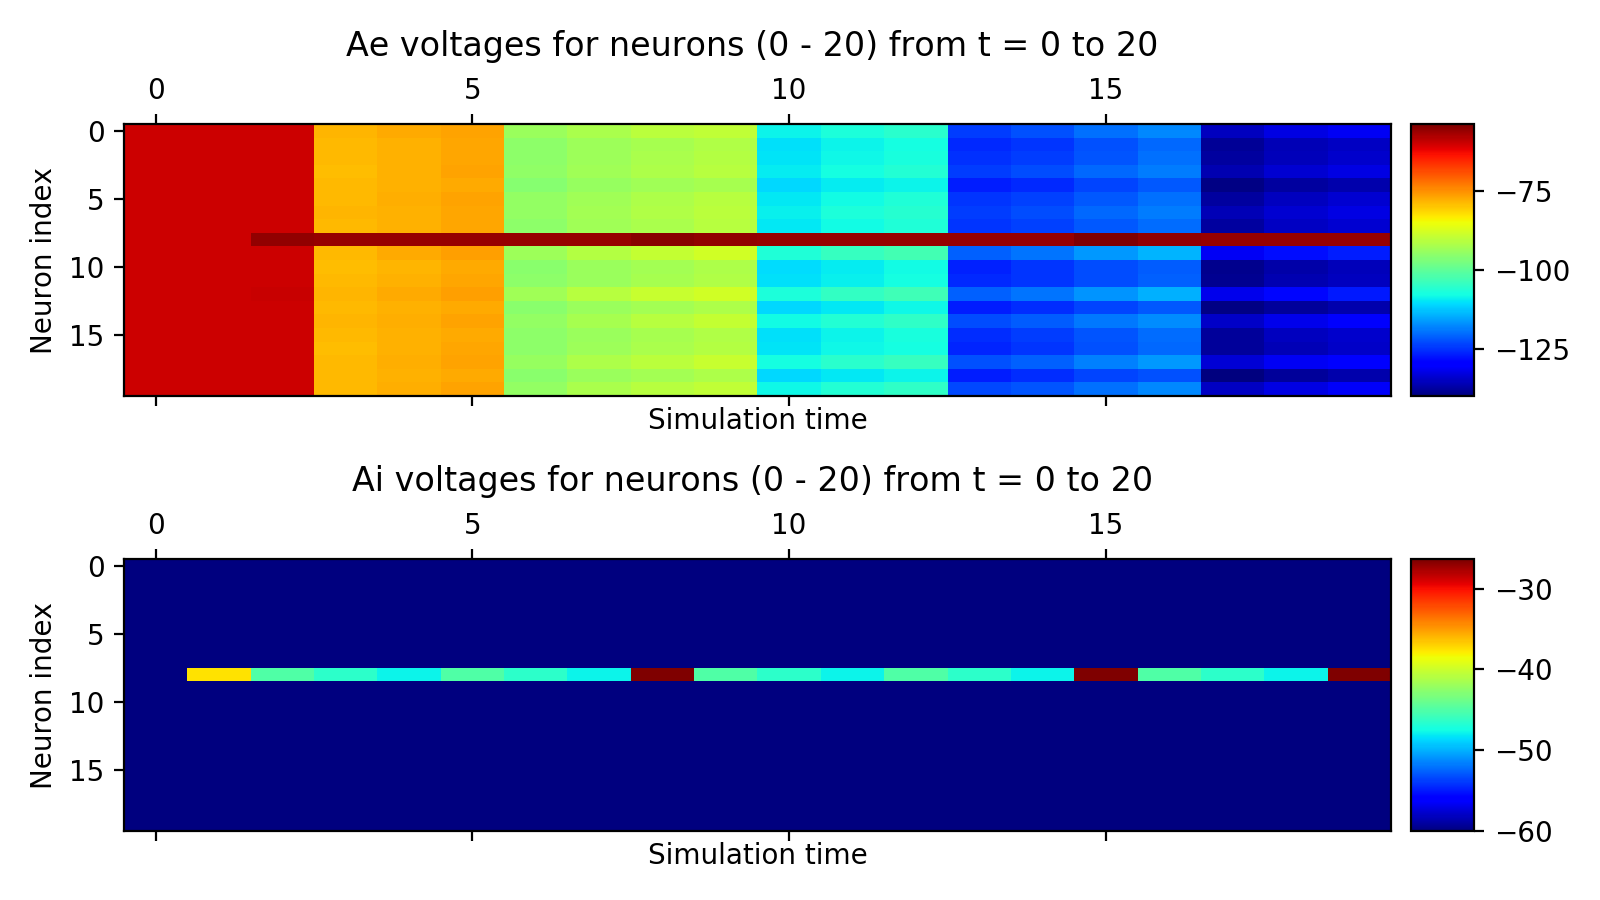 Ae voltages for neurons (0 - 20) from t = 0 to 20
0 5 10 15
0
5
10
15
Neuron index
Simulation time
−75
−100
−125
Ai voltages for neurons (0 - 20) from t = 0 to 20
0 5 10 15
0
5
10
15
Neuron index
Simulation time
−30
−40
−50
−60